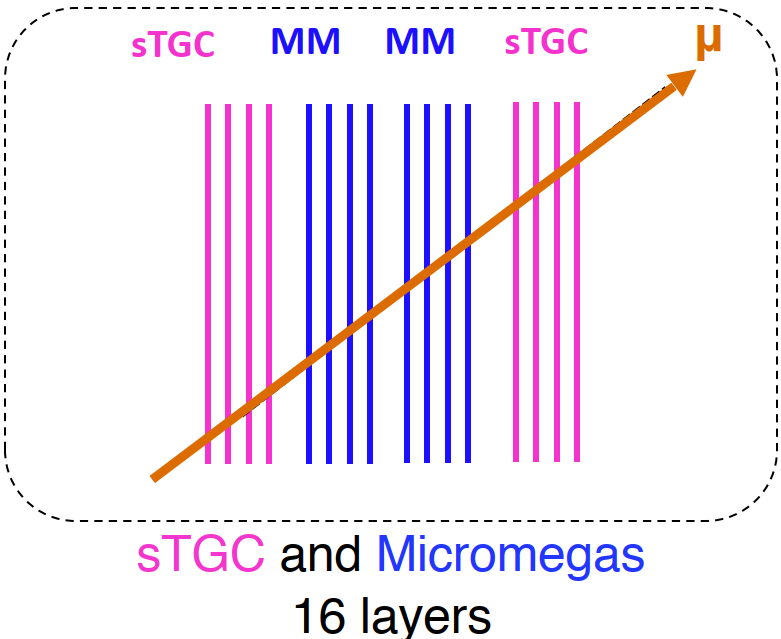 sTGC MM MM sTGC μ
sTGC and Micromegas
16 layers